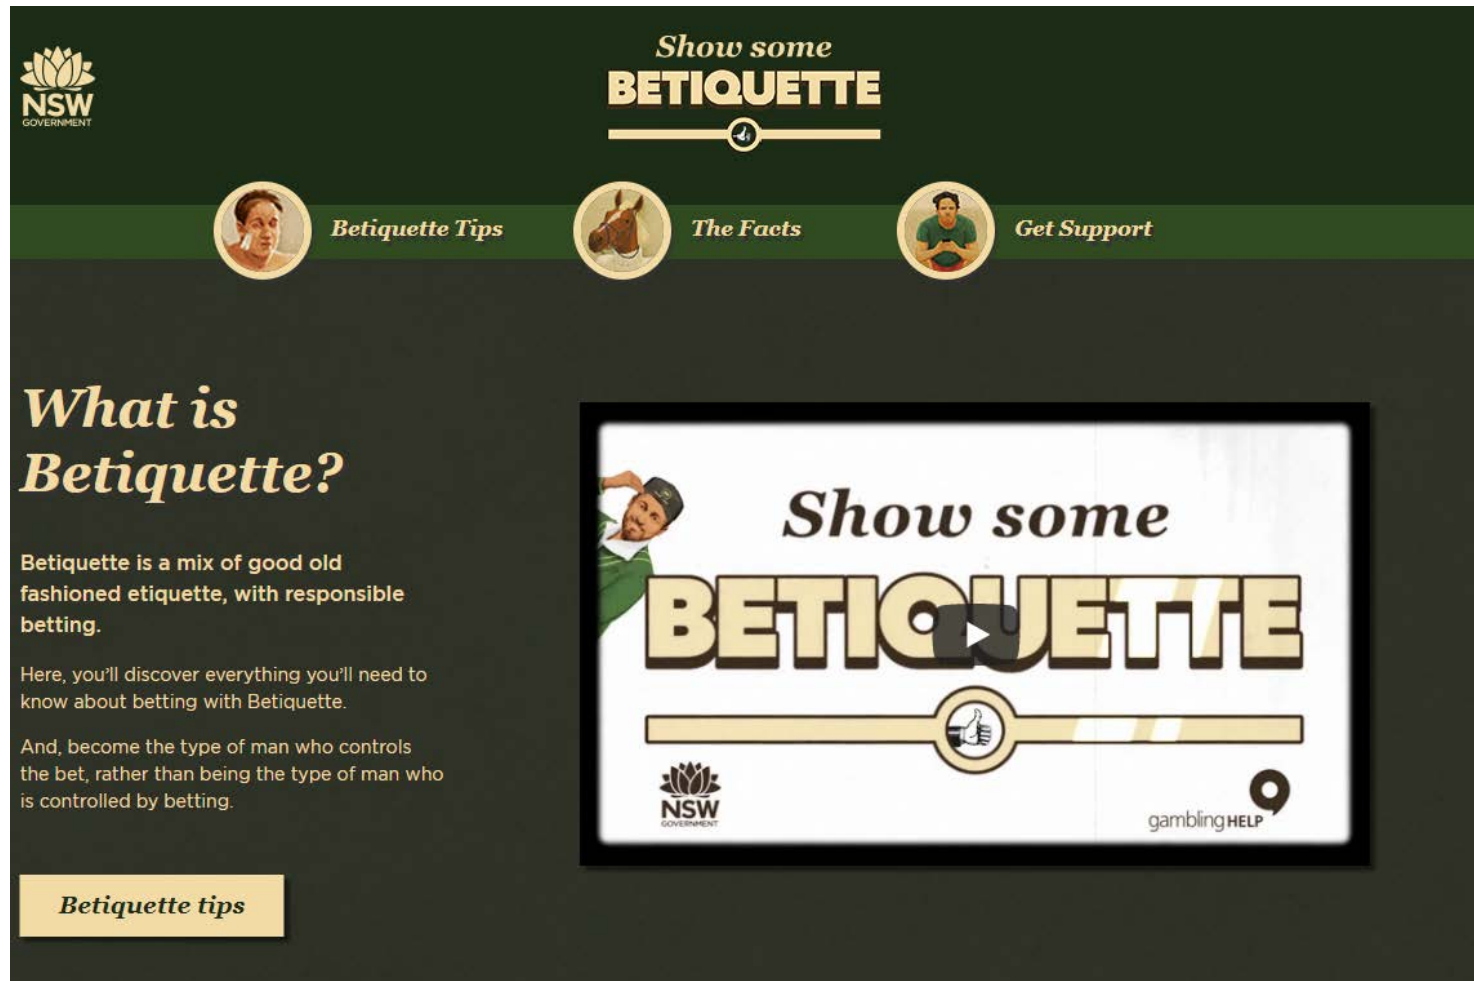 NSW
GOVERNMENT
Show some
BETIQUETTE
Betiquette Tips
The Facts
Get Support
What is
Betiquette?
Betiquette is a mix of good old
fashioned etiquette, with responsible
betting.
Here, you'll discover everything you'll need to
know about betting with Betiquette.
And, become the type of man who controls
the bet, rather than being the type of man who
is controlled by betting.
Betiquette tips
Show some
BETIQUETTE
NSW
GOVERNMENT
gambling HELP